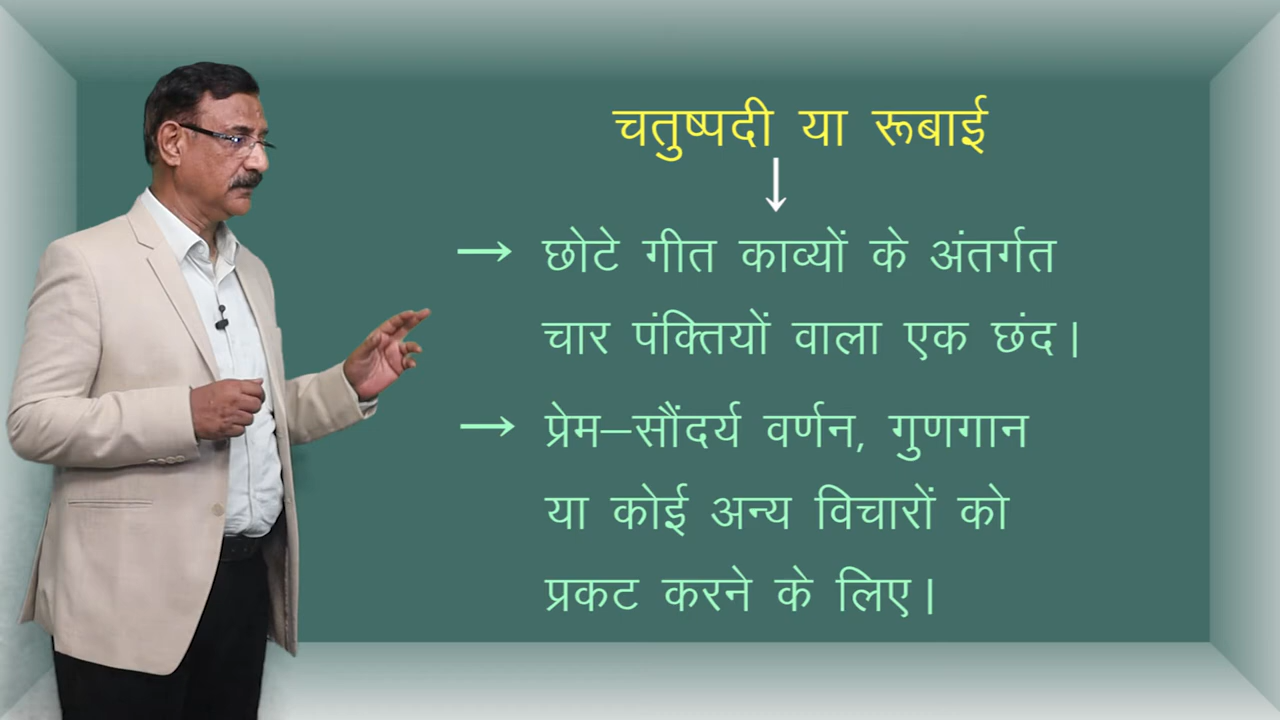 चतुष्पदी या रूबाई
↓
→ छोटे गीत काव्यों के अंतर्गत
चार पंक्तियों वाला एक छंद।
→ प्रेम–सौंदर्य वर्णन, गुणगान
या कोई अन्य विचारों को
प्रकट करने के लिए।